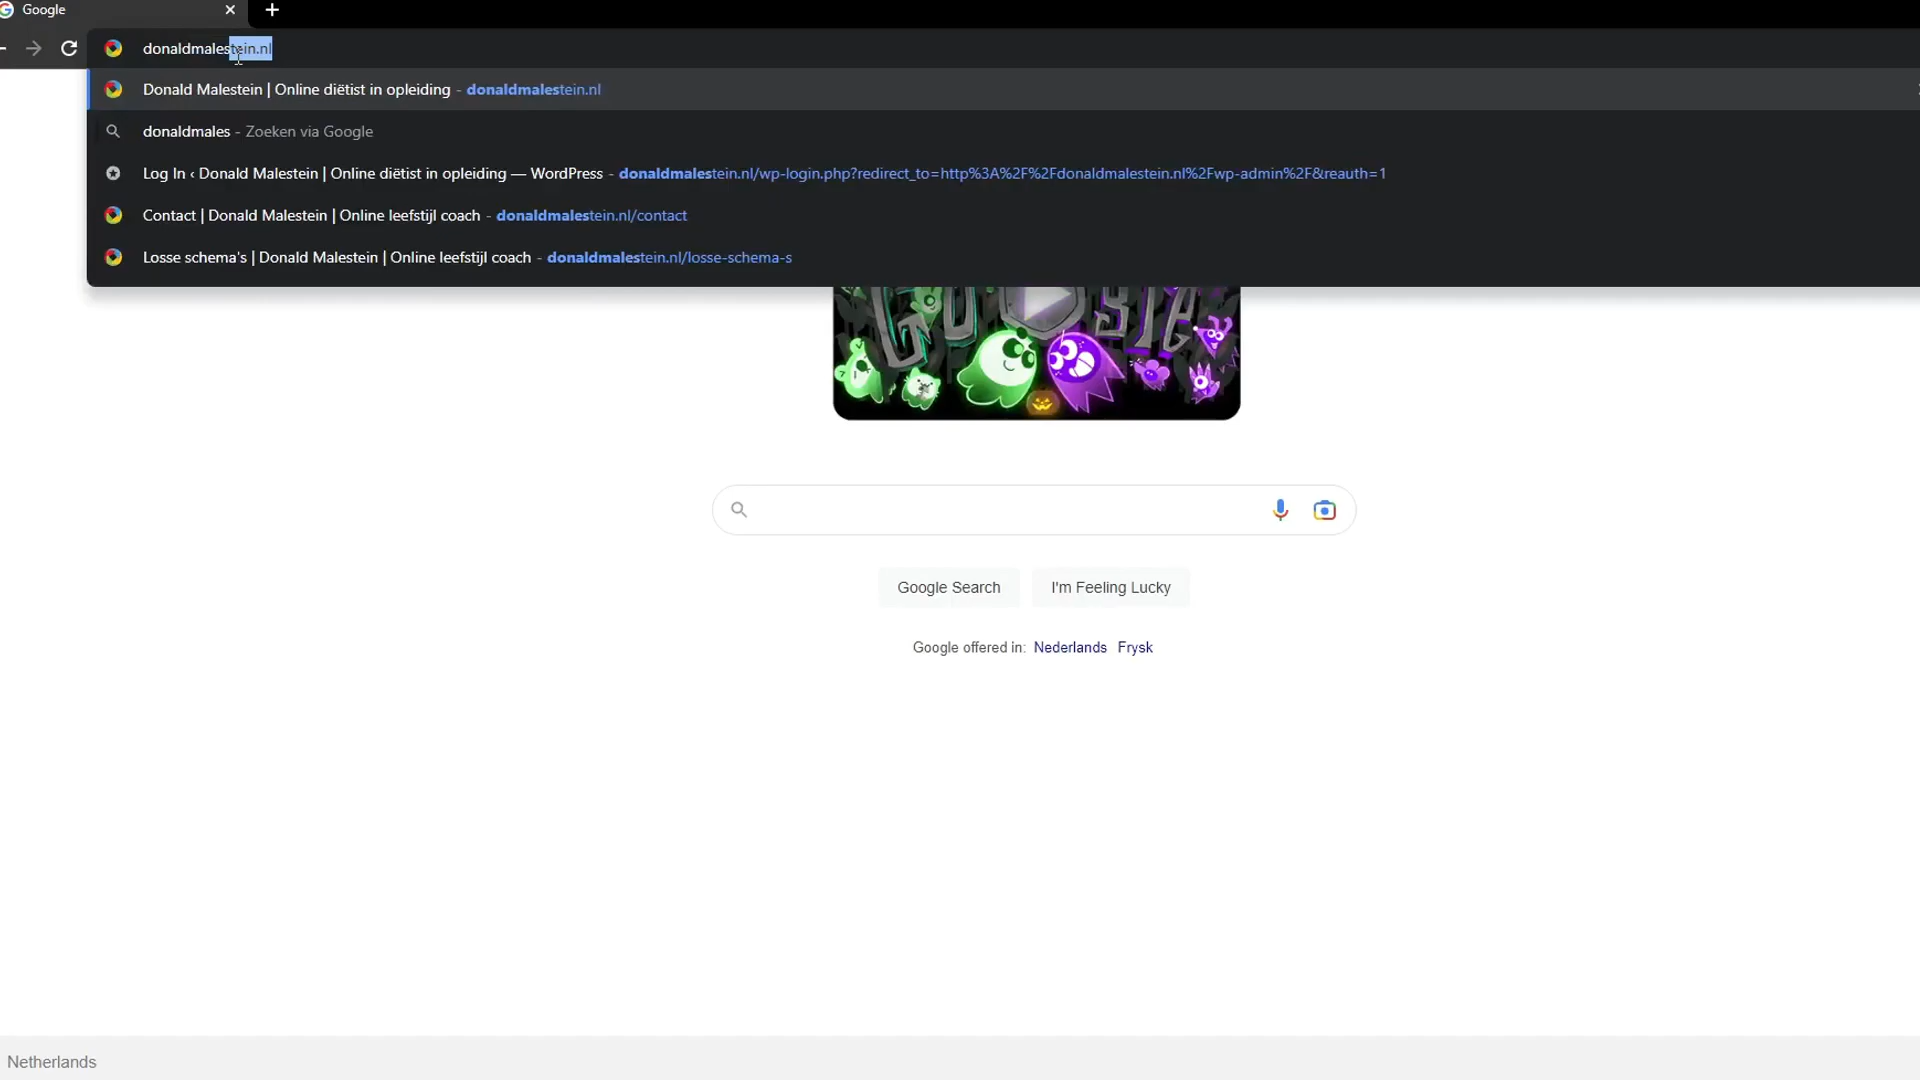 Google
donaldmalestein.nl
Donald Malestein | Online diëtist in opleiding - donaldmalestein.nl
donaldmales - Zoeken via Google
Log In ‹ Donald Malestein | Online diëtist in opleiding — WordPress - donaldmalestein.nl/wp-login.php?redirect_to=http%3A%2F%2Fdonaldmalestein.nl%2Fwp-admin%2F&reauth=1
Contact | Donald Malestein | Online leefstijl coach - donaldmalestein.nl/contact
Losse schema's | Donald Malestein | Online leefstijl coach - donaldmalestein.nl/losse-schema-s
Google Search I'm Feeling Lucky
Google offered in: Nederlands Frysk
Netherlands